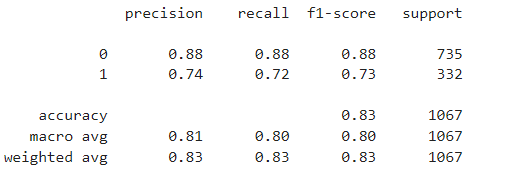 precision recall f1-score support
0 0.88 0.88 0.88 735
1 0.74 0.72 0.73 332
accuracy 0.83 1067
macro avg 0.81 0.80 0.80 1067
weighted avg 0.83 0.83 0.83 1067